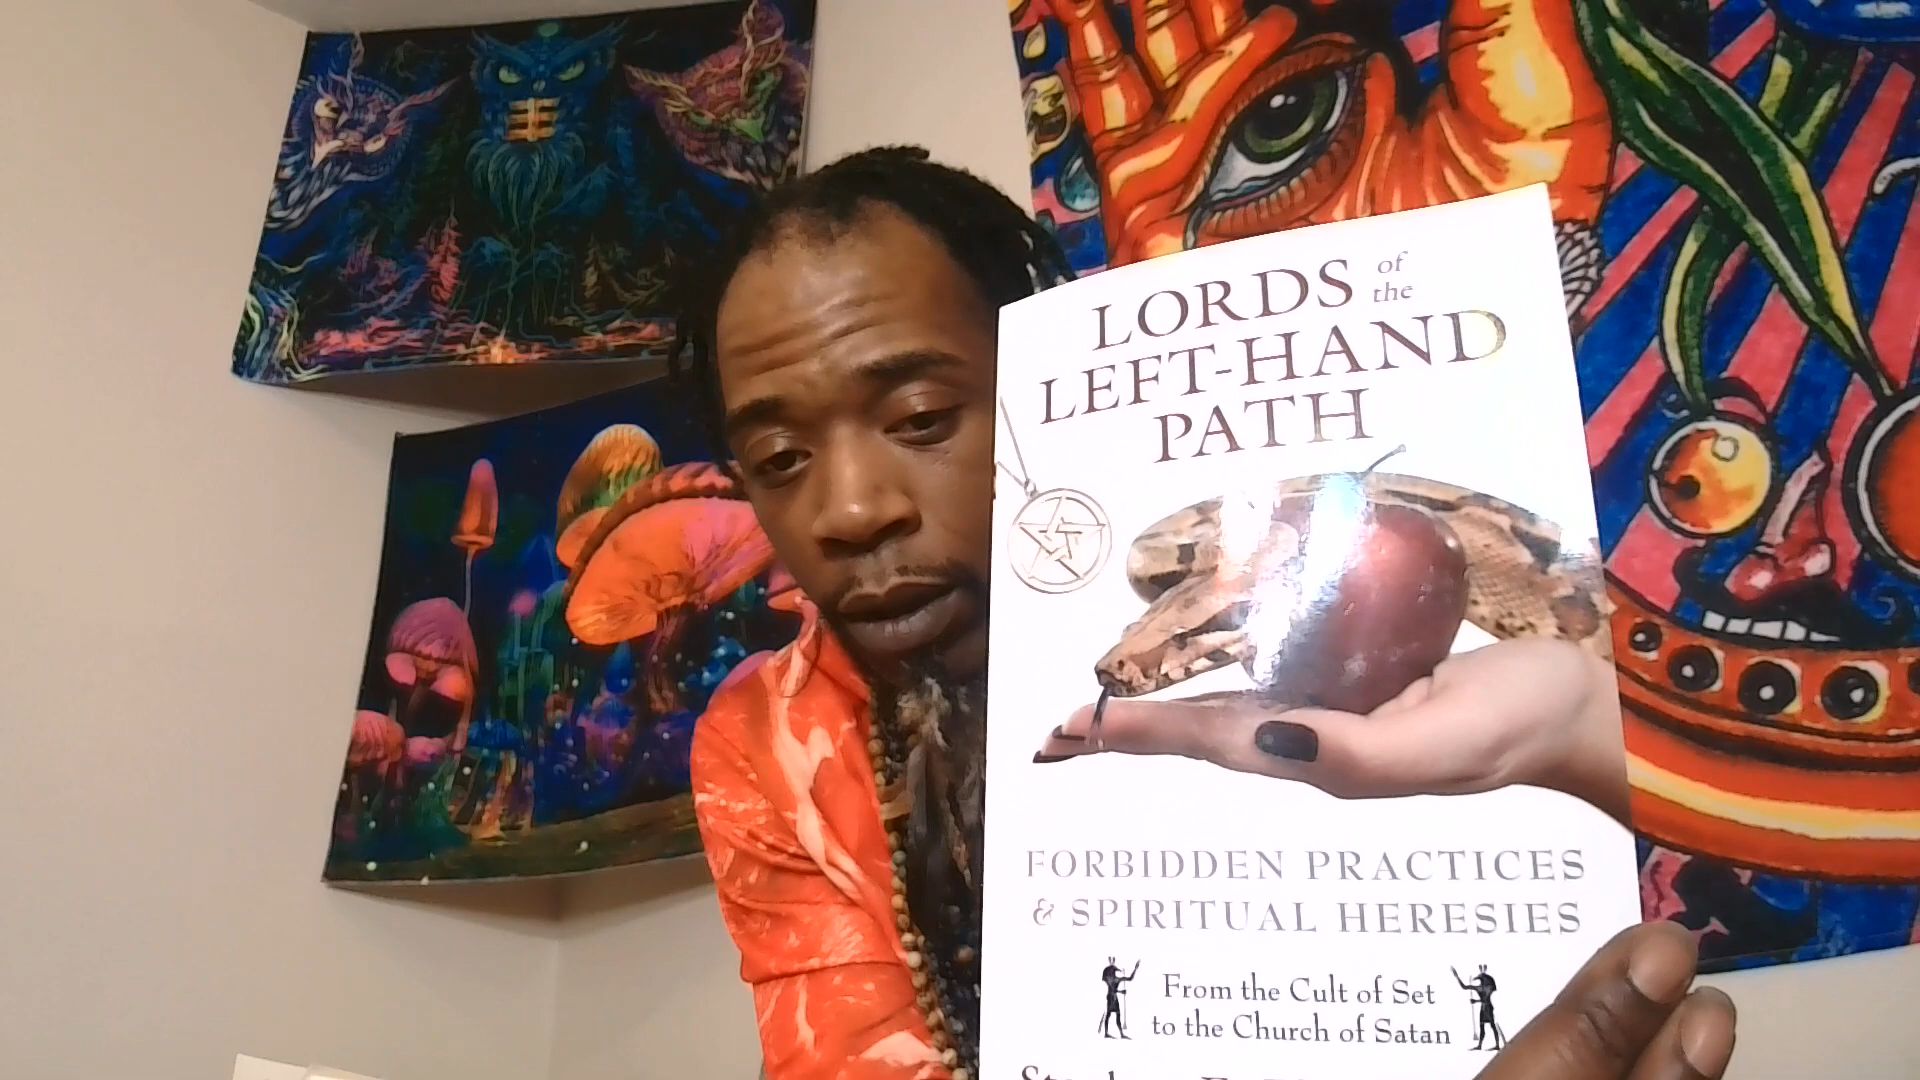 LORDS of
the
LEFT-HAND
PATH
FORBIDDEN PRACTICES
& SPIRITUAL HERESIES
From the Cult of Set
to the Church of Satan